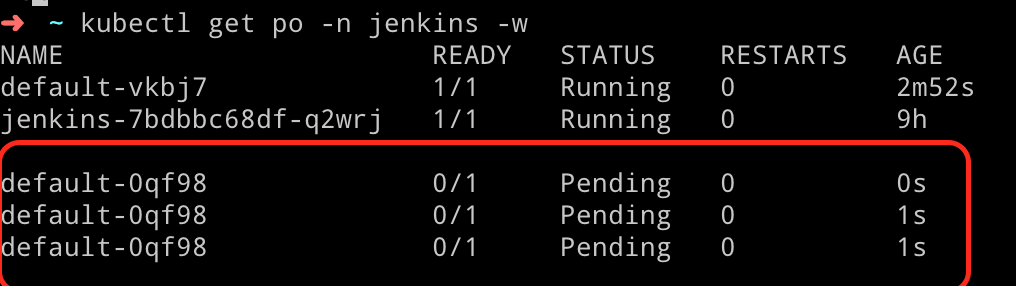 ➜ ~ kubectl get po -n jenkins -w
NAME READY STATUS RESTARTS AGE
default-vkbj7 1/1 Running 0 2m52s
jenkins-7bdbbc68df-q2wrj 1/1 Running 0 9h
default-0qf98 0/1 Pending 0 0s
default-0qf98 0/1 Pending 0 1s
default-0qf98 0/1 Pending 0 1s